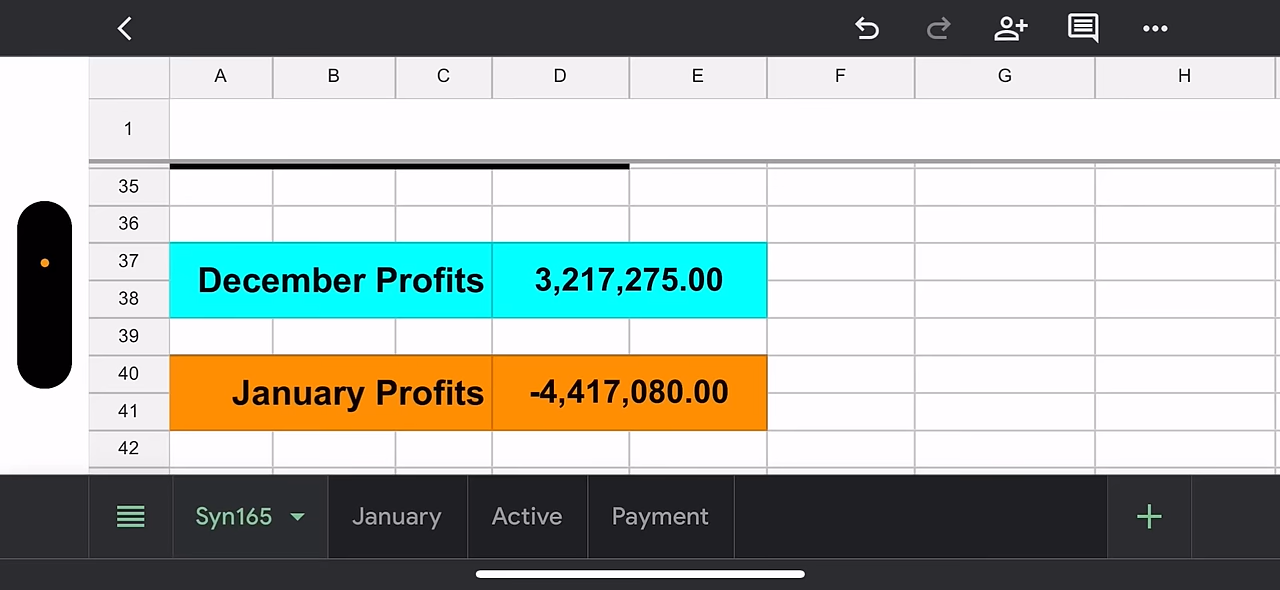 A B C D E F G H
1
35
36
37
38
December Profits 3,217,275.00
39
40
41
January Profits -4,417,080.00
42
Syn165 January Active Payment